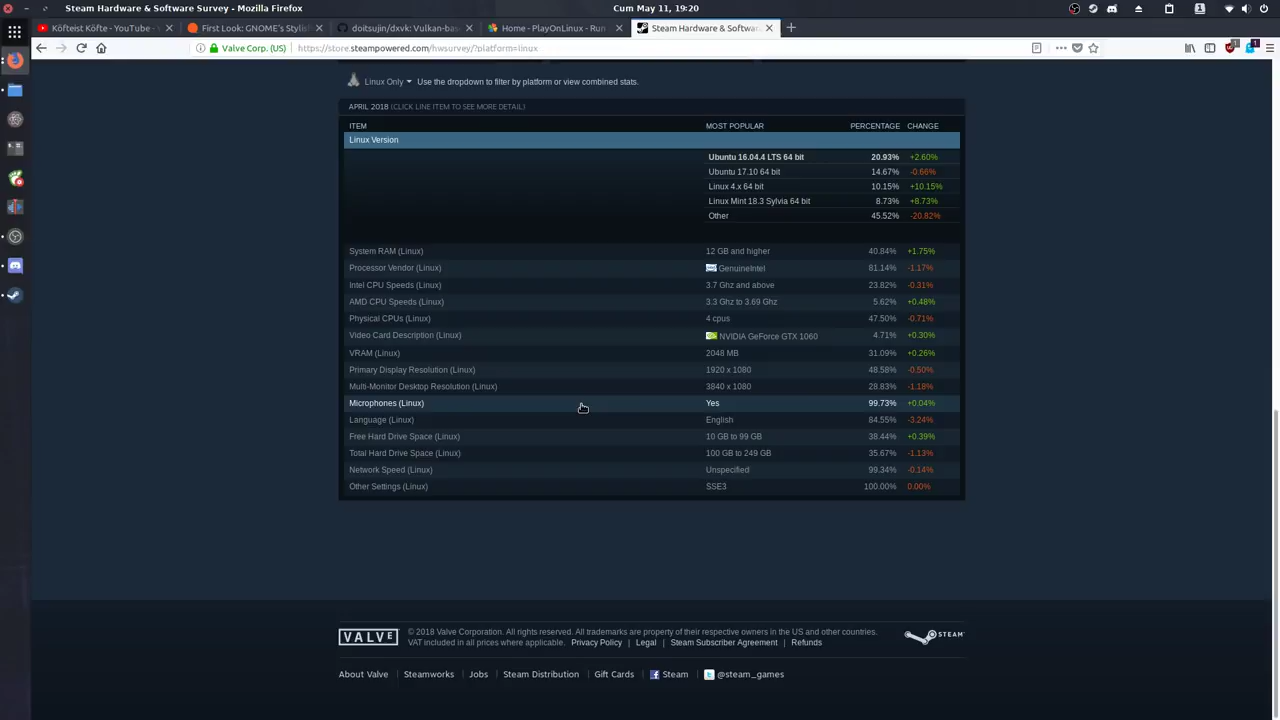 Steam Hardware & Software Survey - Mozilla Firefox
Cum May 11, 19:20
Köfteist Köfte - YouTube
First Look: GNOME's Stylis
doitsujin/dxvk: Vulkan-bas
Home - PlayOnLinux - Run
Steam Hardware & Softwar
Valve Corp. (US)
https://store.steampowered.com/hwsurvey/?platform=linux
Linux Only
Use the dropdown to filter by platform or view combined stats.
APRIL 2018 (CLICK LINE ITEM TO SEE MORE DETAIL)
ITEM MOST POPULAR PERCENTAGE CHANGE
Linux Version
Ubuntu 16.04.4 LTS 64 bit 20.93% +2.60%
Ubuntu 17.10 64 bit 14.67% -0.66%
Linux 4.x 64 bit 10.15% +10.15%
Linux Mint 18.3 Sylvia 64 bit 8.73% +8.73%
Other 45.52% -20.82%
System RAM (Linux) 12 GB and higher 40.84% +1.75%
Processor Vendor (Linux) GenuineIntel 81.14% -1.17%
Intel CPU Speeds (Linux) 3.7 Ghz and above 23.82% -0.31%
AMD CPU Speeds (Linux) 3.3 Ghz to 3.69 Ghz 5.62% +0.48%
Physical CPUs (Linux) 4 cpus 47.50% -0.71%
Video Card Description (Linux) NVIDIA GeForce GTX 1060 4.71% +0.30%
VRAM (Linux) 2048 MB 31.09% +0.26%
Primary Display Resolution (Linux) 1920 x 1080 48.58% -0.50%
Multi-Monitor Desktop Resolution (Linux) 3840 x 1080 28.83% -1.18%
Microphones (Linux) Yes 99.73% +0.04%
Language (Linux) English 84.55% -3.24%
Free Hard Drive Space (Linux) 10 GB to 99 GB 38.44% +0.39%
Total Hard Drive Space (Linux) 100 GB to 249 GB 35.67% -1.13%
Network Speed (Linux) Unspecified 99.34% -0.14%
Other Settings (Linux) SSE3 100.00% 0.00%
VALVE
© 2018 Valve Corporation. All rights reserved. All trademarks are property of their respective owners in the US and other countries.
VAT included in all prices where applicable. Privacy Policy | Legal | Steam Subscriber Agreement | Refunds
STEAM
About Valve | Steamworks | Jobs | Steam Distribution | Gift Cards | Steam | @steam_games